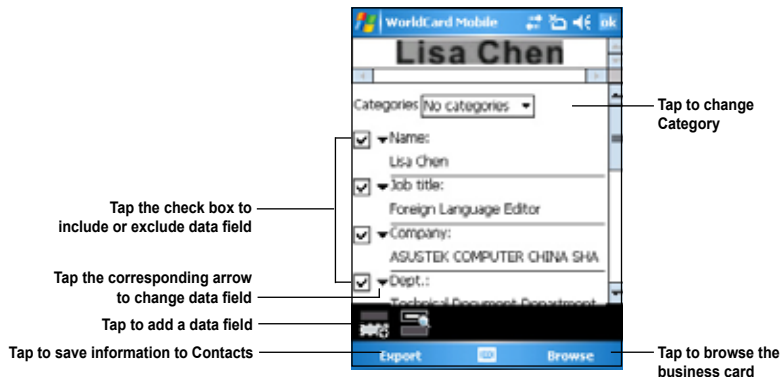 WorldCard Mobile
ok
Lisa Chen
Categories No categories
Tap to change
Category
Name:
Lisa Chen
Job title:
Foreign Language Editor
Tap the check box to
include or exclude data field
Company:
ASUSTEK COMPUTER CHINA SHA
Tap the corresponding arrow
to change data field
Dept.:
Technical Document Department
Tap to add a data field
Tap to save information to Contacts
Export
Browse
Tap to browse the
business card